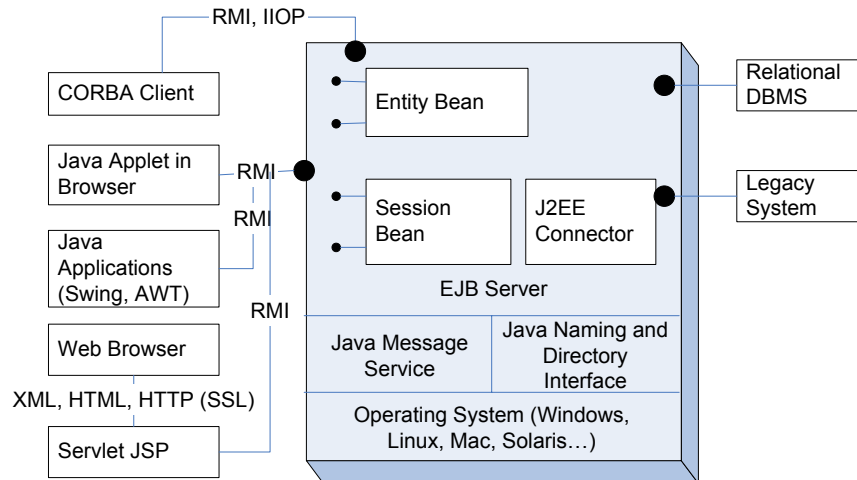 RMI, IIOP
CORBA Client
Entity Bean
Relational
DBMS
Java Applet in
Browser
RMI
RMI
Java
Applications
(Swing, AWT)
Session
Bean
J2EE
Connector
Legacy
System
EJB Server
RMI
Web Browser
Java Message
Service
Java Naming and
Directory
Interface
XML, HTML, HTTP (SSL)
Servlet JSP
Operating System (Windows,
Linux, Mac, Solaris…)